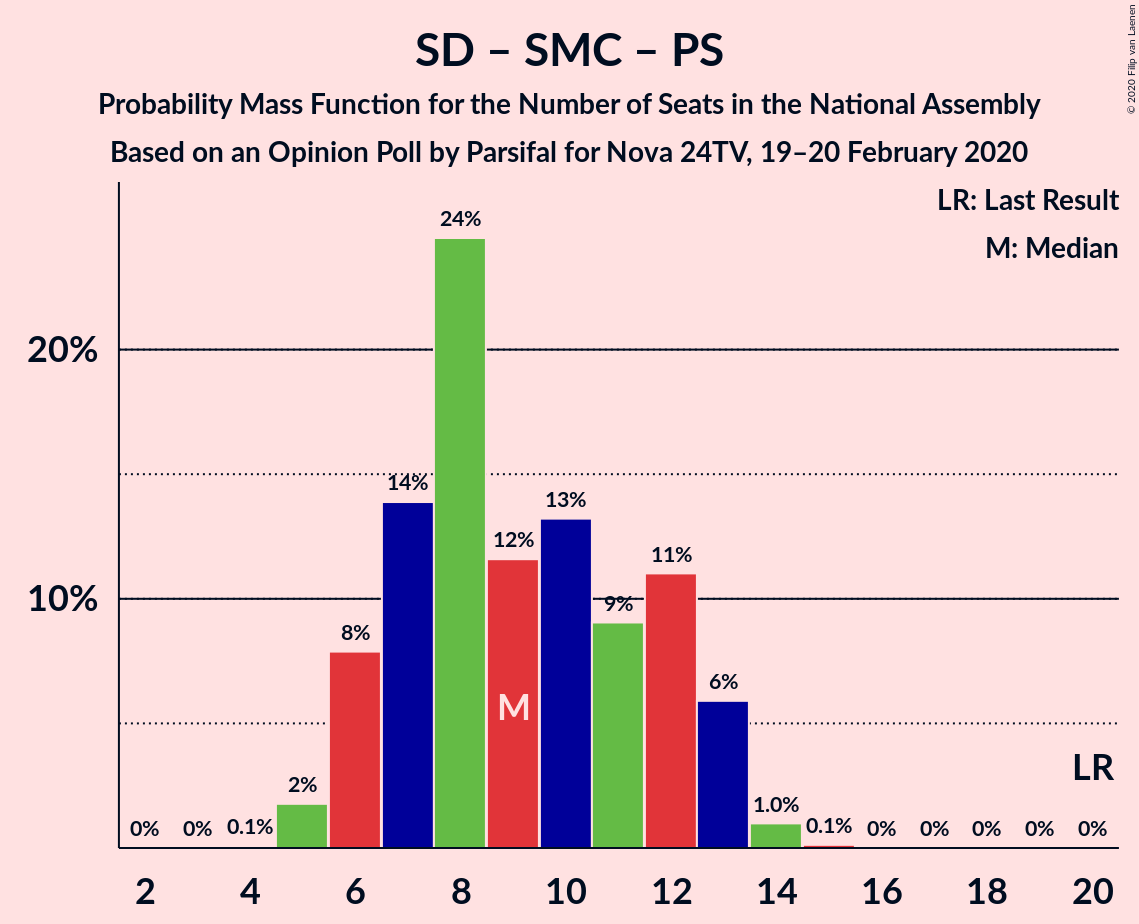 © 2020 Filip van Laenen
SD – SMC – PS
Probability Mass Function for the Number of Seats in the National Assembly
Based on an Opinion Poll by Parsifal for Nova 24TV, 19–20 February 2020
LR: Last Result
M: Median
20%
10%
0% 0% 0.1% 2% 8% 14% 24% 12% 13% 9% 11% 6% 1.0% 0.1% 0% 0% 0% 0% 0%
M
LR
2 4 6 8 10 12 14 16 18 20